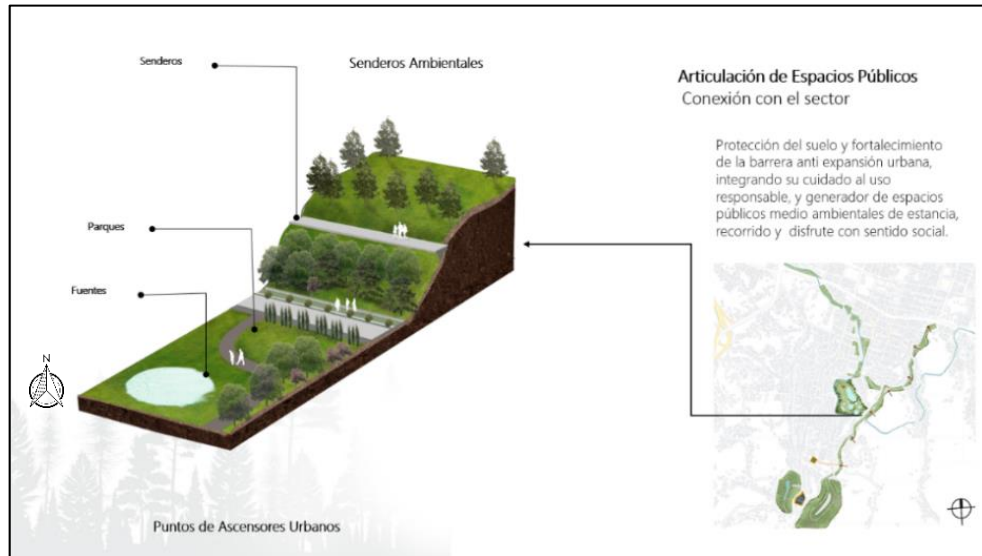 Senderos
Senderos Ambientales
Parques
Fuentes
N
Puntos de Ascensores Urbanos
Articulación de Espacios Públicos
Conexión con el sector
Protección del suelo y fortalecimiento
de la barrera anti expansión urbana,
integrando su cuidado al uso
responsable, y generador de espacios
públicos medio ambientales de estancia,
recorrido y disfrute con sentido social.